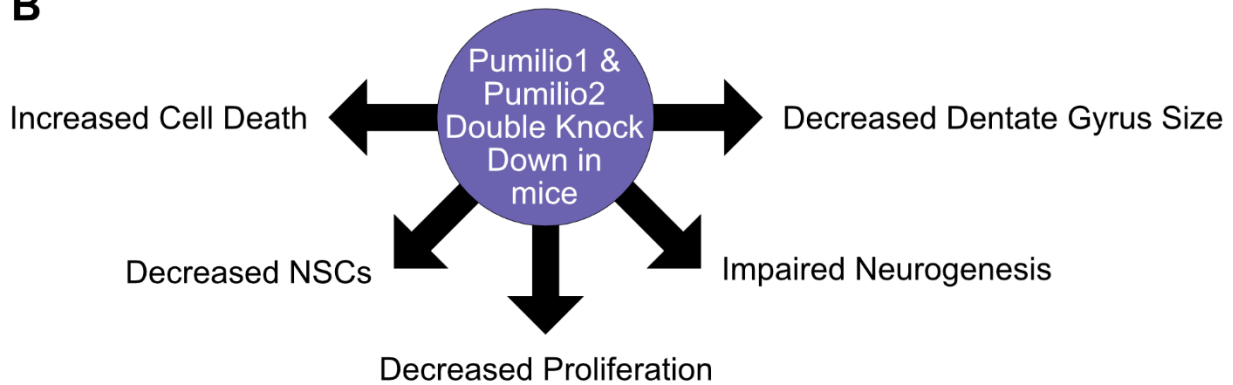 B
Pumilio1 &
Pumilio2
Double Knock
Down in
mice
Increased Cell Death
Decreased Dentate Gyrus Size
Decreased NSCs
Impaired Neurogenesis
Decreased Proliferation